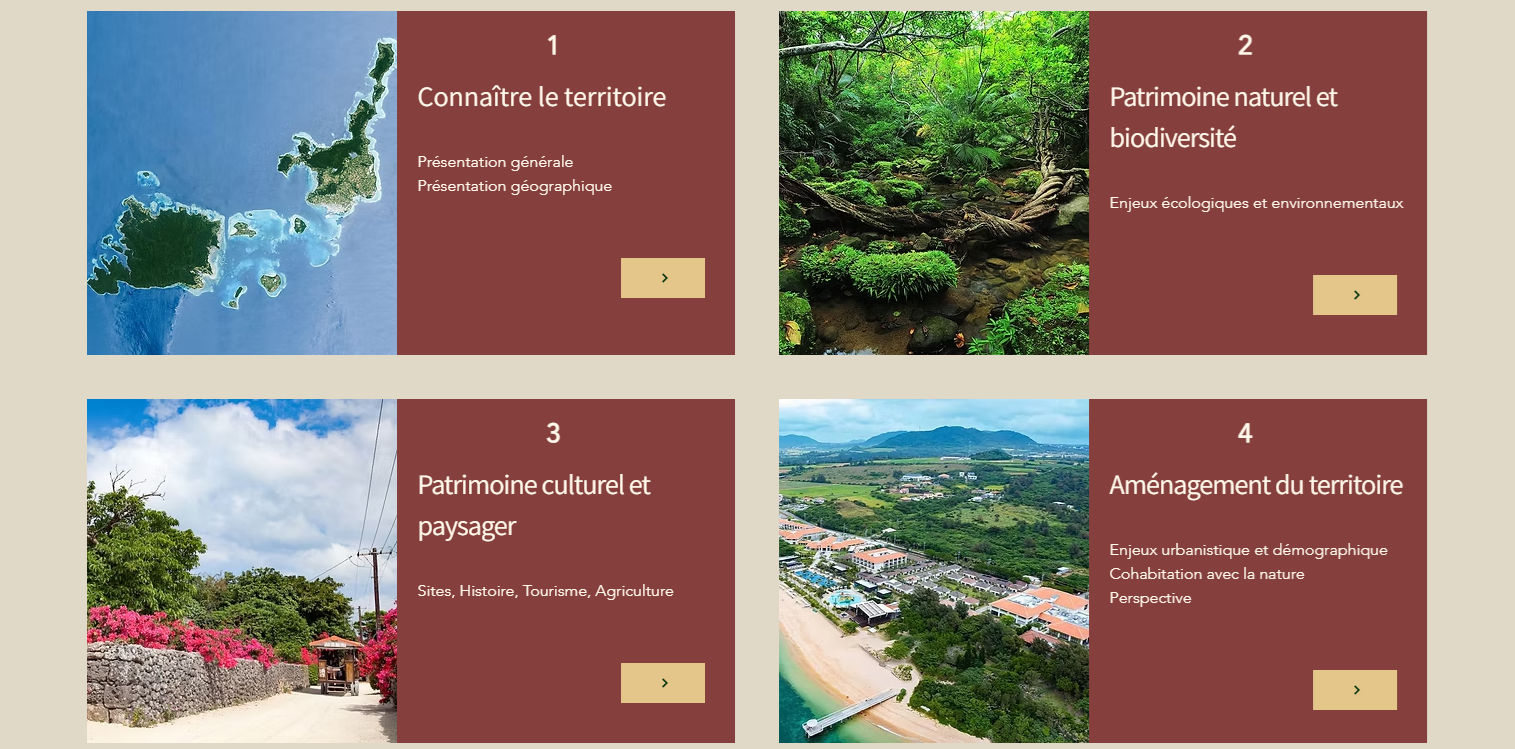 1
Connaître le territoire
Présentation générale
Présentation géographique
2
Patrimoine naturel et
biodiversité
Enjeux écologiques et environnementaux
3
Patrimoine culturel et
paysager
Sites, Histoire, Tourisme, Agriculture
4
Aménagement du territoire
Enjeux urbanistique et démographique
Cohabitation avec la nature
Perspective